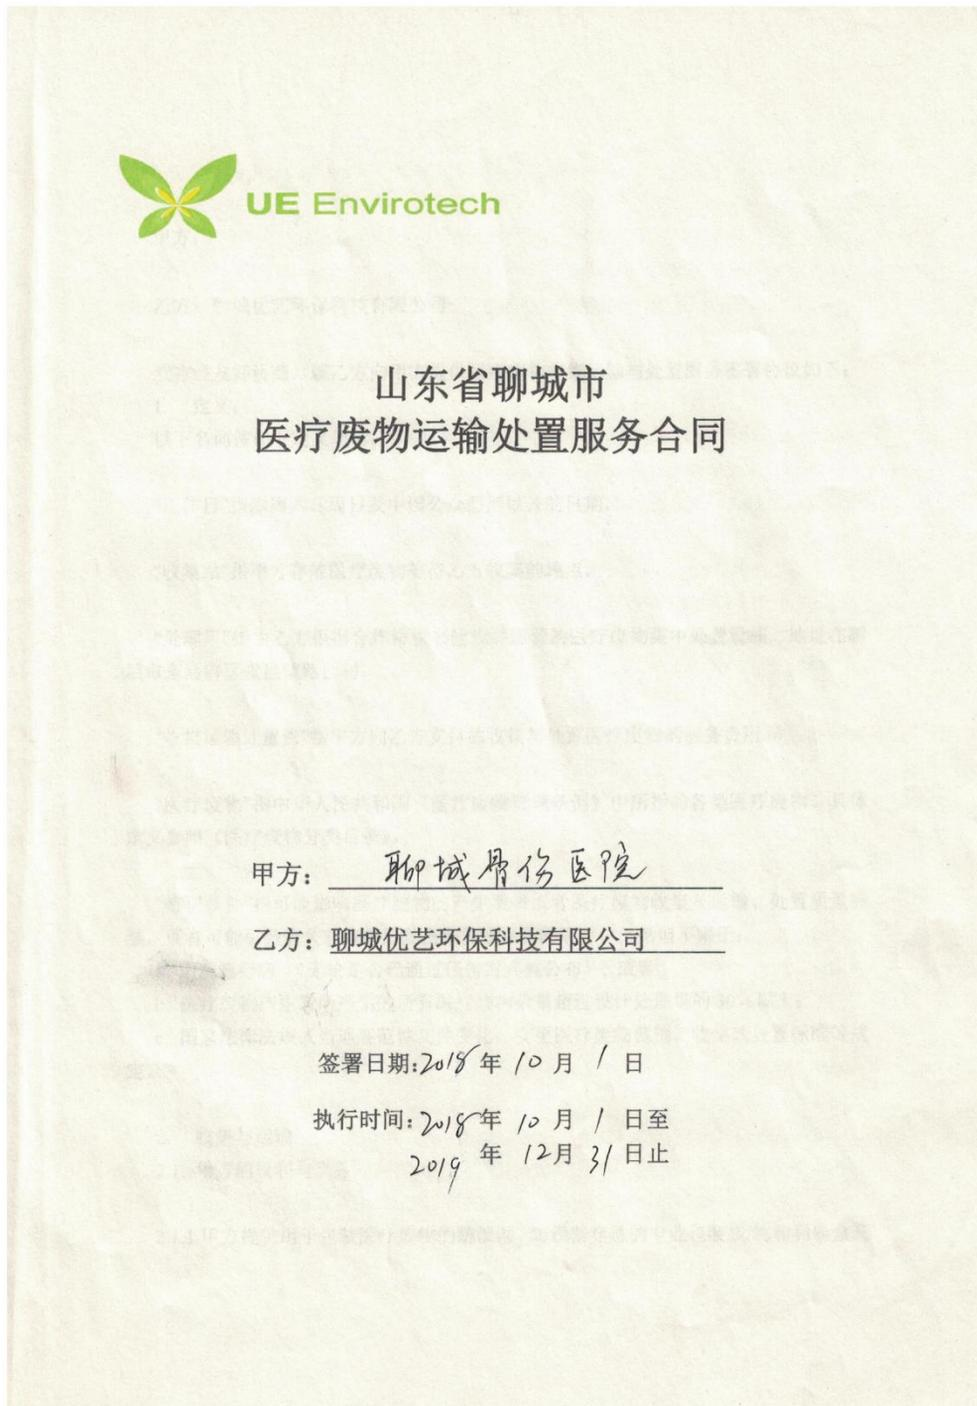 UE Envirotech
山东省聊城市
医疗废物运输处置服务合同
甲方：聊城骨伤医院
乙方：聊城优艺环保科技有限公司
签署日期:2018年10月1日
执行时间:2018年10月1日至
2019年12月31日止